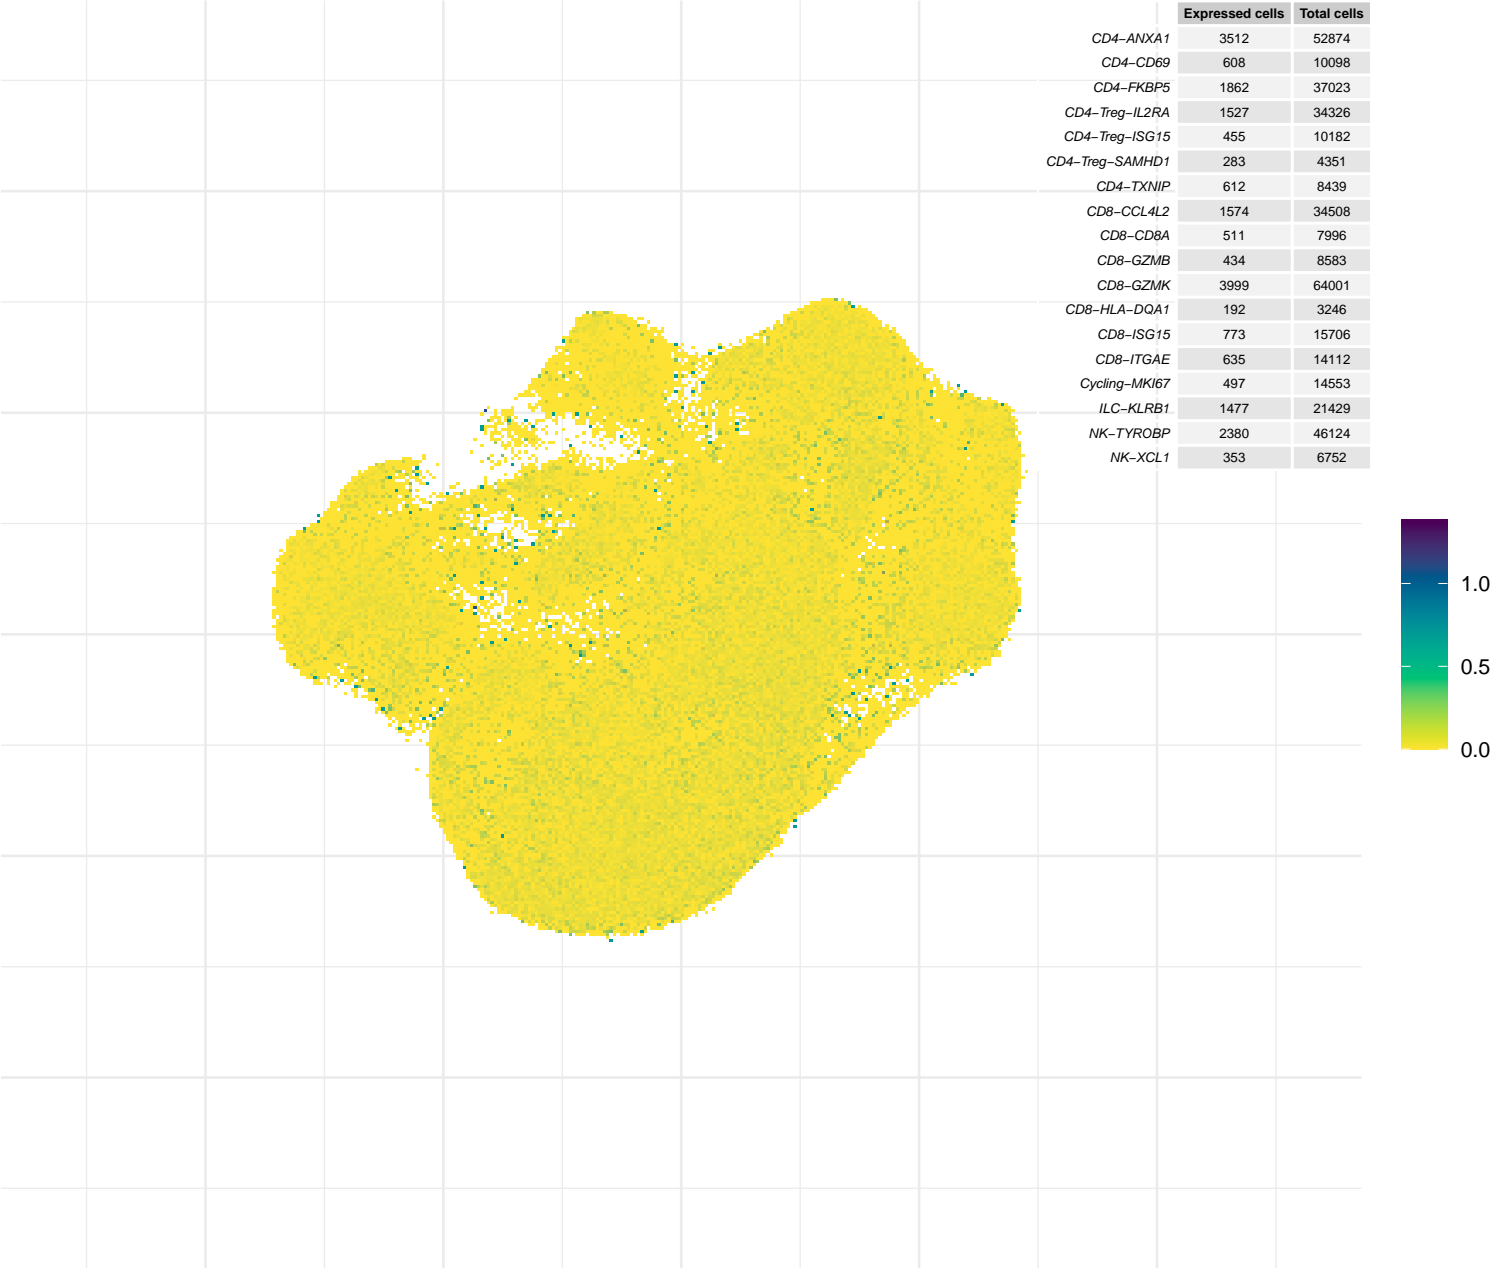 Expressed cells Total cells
CD4−ANXA1 3512 52874
CD4−CD69 608 10098
CD4−FKBP5 1862 37023
CD4−Treg−IL2RA 1527 34326
CD4−Treg−ISG15 455 10182
CD4−Treg−SAMHD1 283 4351
CD4−TXNIP 612 8439
CD8−CCL4L2 1574 34508
CD8−CD8A 511 7996
CD8−GZMB 434 8583
CD8−GZMK 3999 64001
CD8−HLA−DQA1 192 3246
CD8−ISG15 773 15706
CD8−ITGAE 635 14112
Cycling−MKI67 497 14553
ILC−KLRB1 1477 21429
NK−TYROBP 2380 46124
NK−XCL1 353 6752
1.0
0.5
0.0